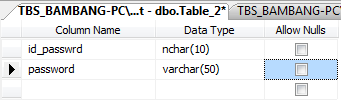 TBS_BAMBANG-PC\...t - dbo.Table_2* TBS_BAMBANG-PC\
Column Name Data Type Allow Nulls
id_passwrd nchar(10)
password varchar(50)